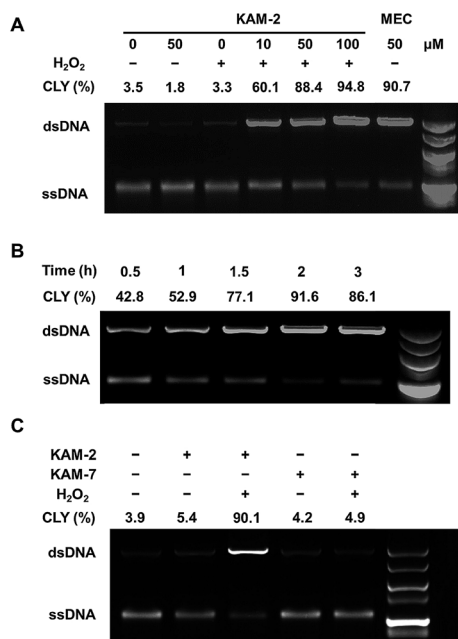 A
KAM-2 MEC
0 50 0 10 50 100 50 μM
H₂O₂ – – + + + + –
CLY (%) 3.5 1.8 3.3 60.1 88.4 94.8 90.7
dsDNA
ssDNA
B
Time (h) 0.5 1 1.5 2 3
CLY (%) 42.8 52.9 77.1 91.6 86.1
dsDNA
ssDNA
C
KAM-2 – + + – –
KAM-7 – – – + +
H₂O₂ – – + – +
CLY (%) 3.9 5.4 90.1 4.2 4.9
dsDNA
ssDNA